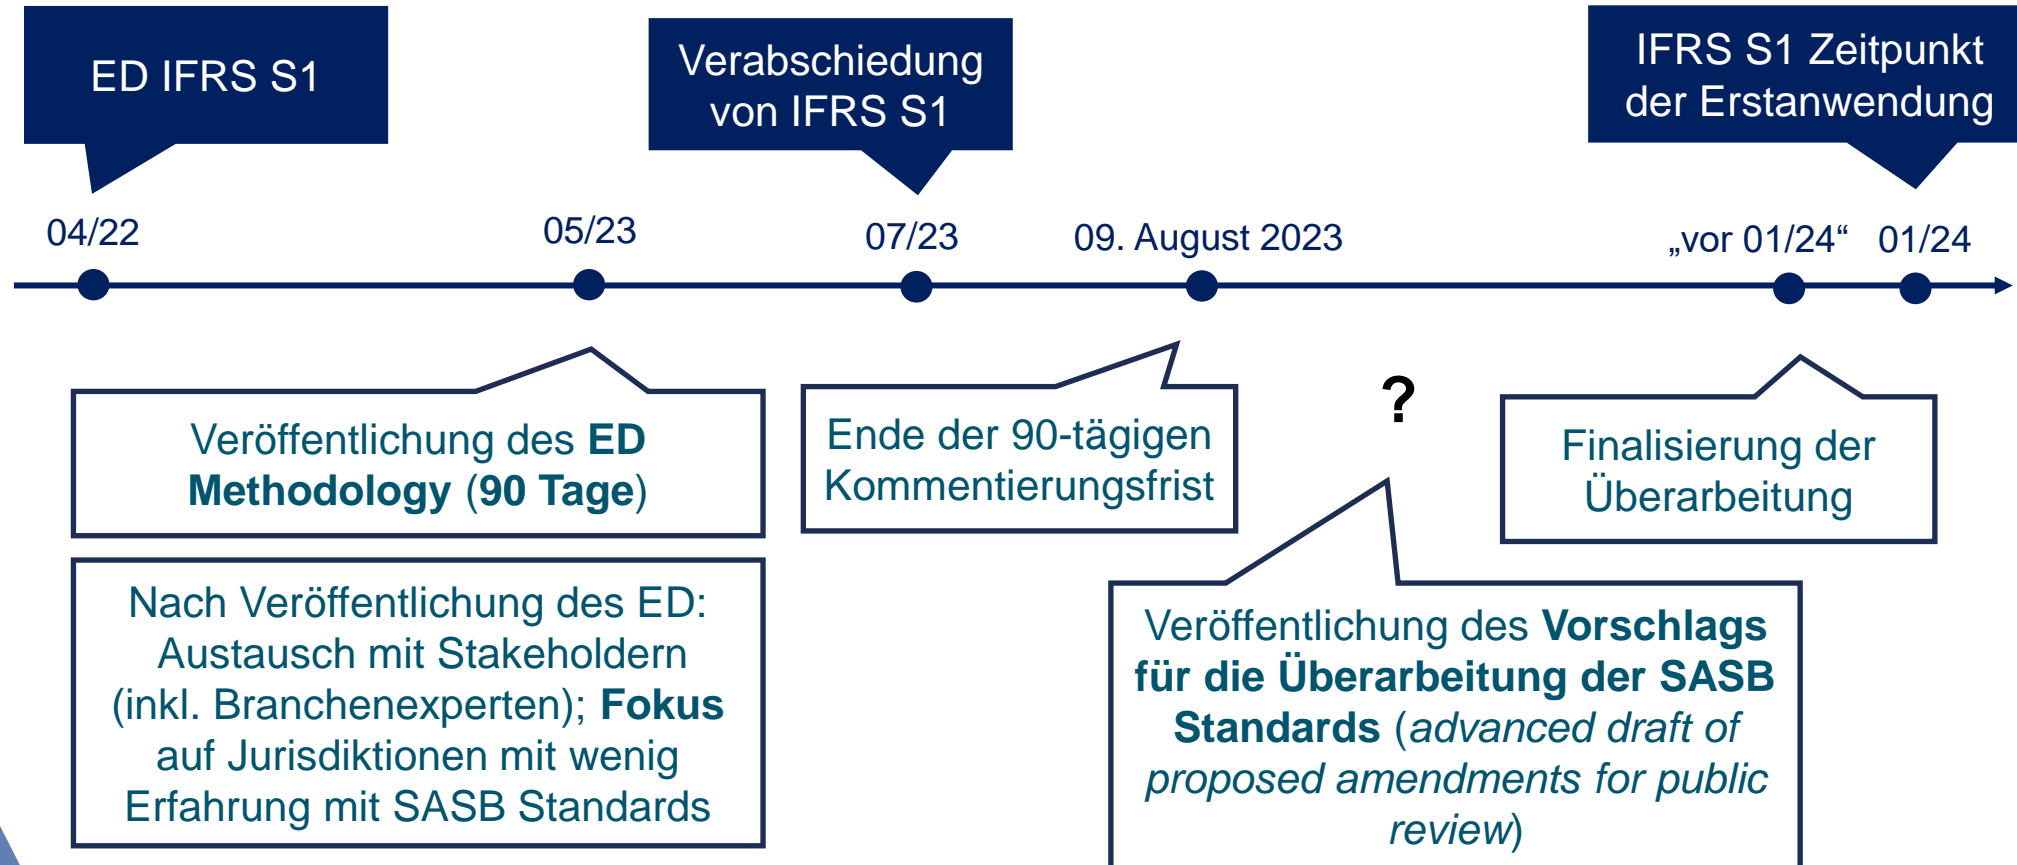 ED IFRS S1
Verabschiedung
von IFRS S1
IFRS S1 Zeitpunkt
der Erstanwendung
04/22
05/23
07/23
09. August 2023
„vor 01/24“
01/24
Veröffentlichung des ED
Methodology (90 Tage)
Nach Veröffentlichung des ED:
Austausch mit Stakeholdern
(inkl. Branchenexperten); Fokus
auf Jurisdiktionen mit wenig
Erfahrung mit SASB Standards
Ende der 90-tägigen
Kommentierungsfrist
?
Veröffentlichung des Vorschlags
für die Überarbeitung der SASB
Standards (advanced draft of
proposed amendments for public
review)
Finalisierung der
Überarbeitung